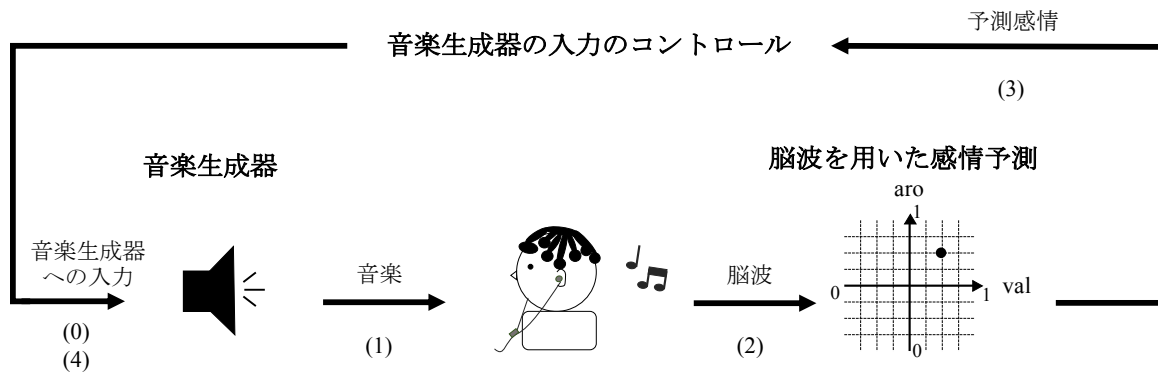 予測感情
音楽生成器の入力のコントロール
(3)
音楽生成器
脳波を用いた感情予測
aro
1
音楽生成器
への入力
音楽
脳波
0
1
val
(0)
(4)
(1)
(2)
0